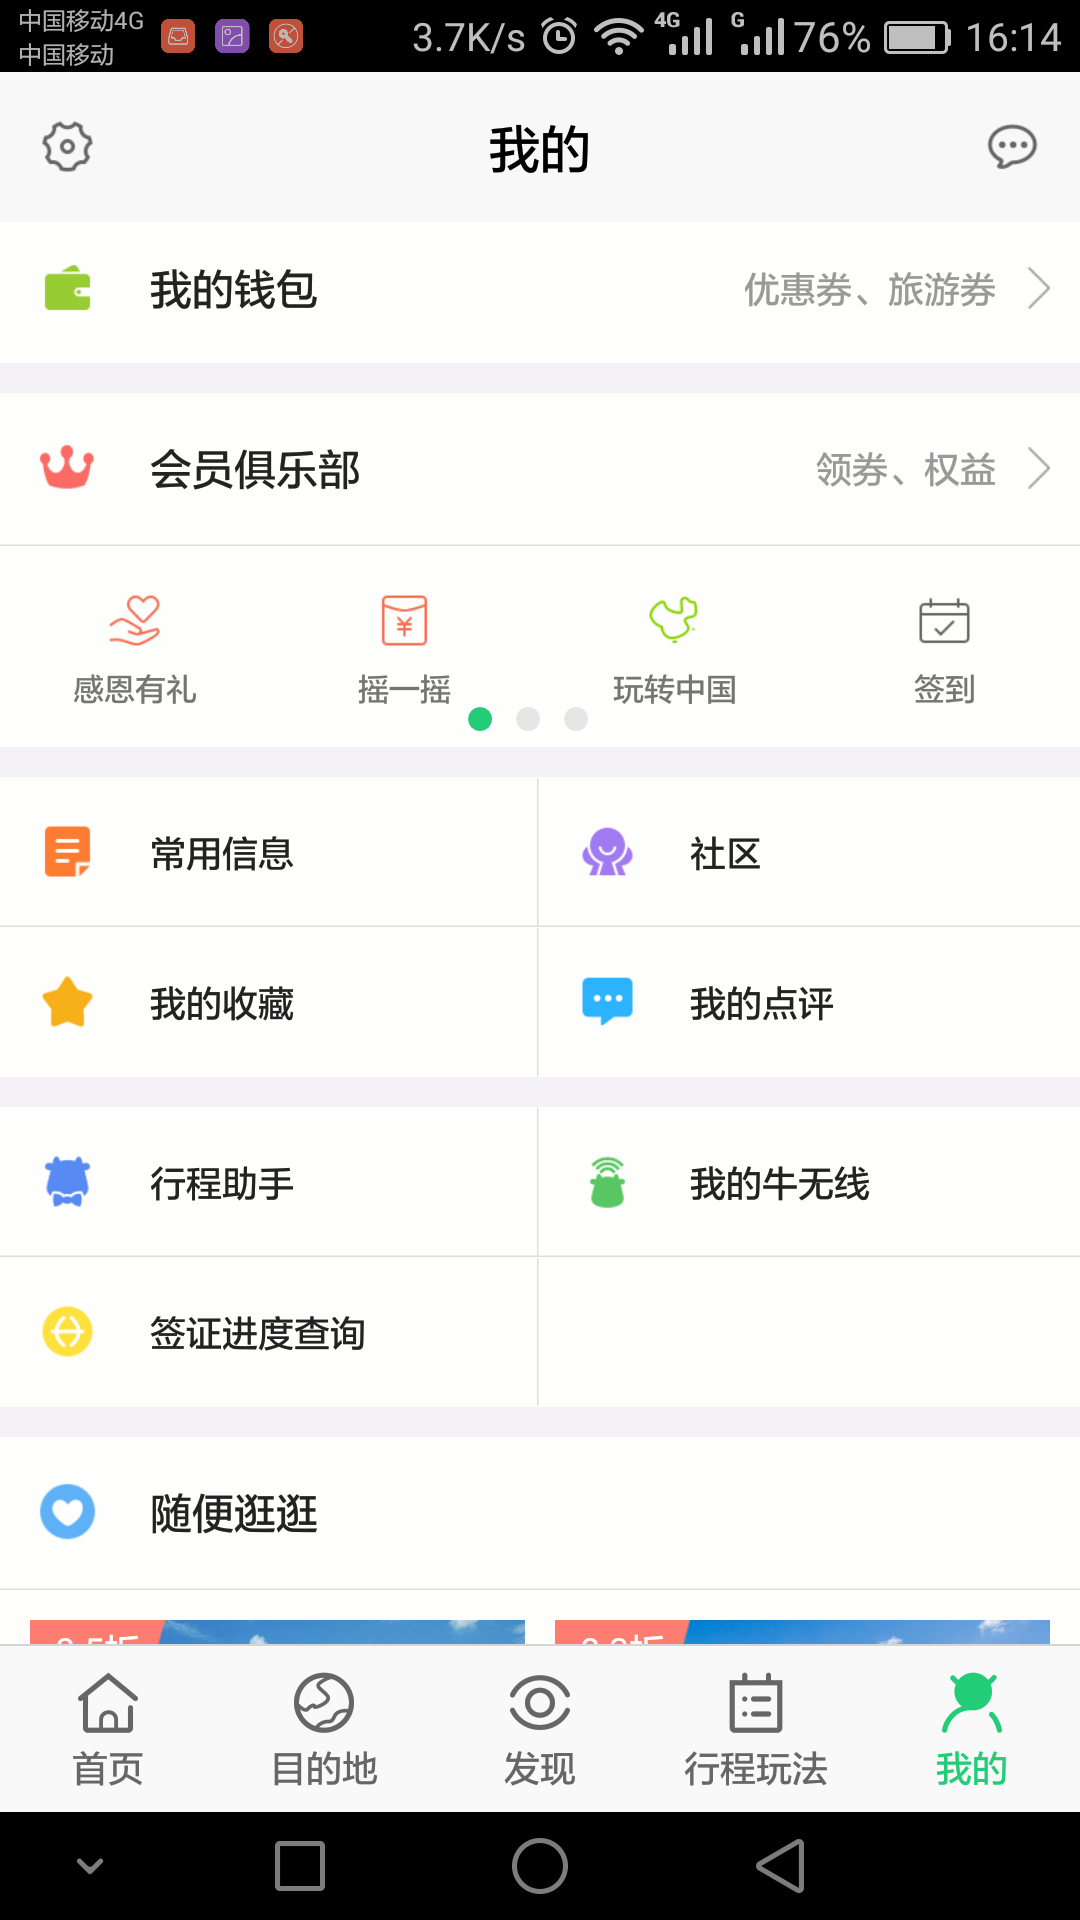 中国移动4G
中国移动
3.7K/s 4G G 76% 16:14
我的
我的钱包 优惠券、旅游券
会员俱乐部 领券、权益
感恩有礼 摇一摇 玩转中国 签到
常用信息 社区
我的收藏 我的点评
行程助手 我的牛无线
签证进度查询
随便逛逛
首页 目的地 发现 行程玩法 我的